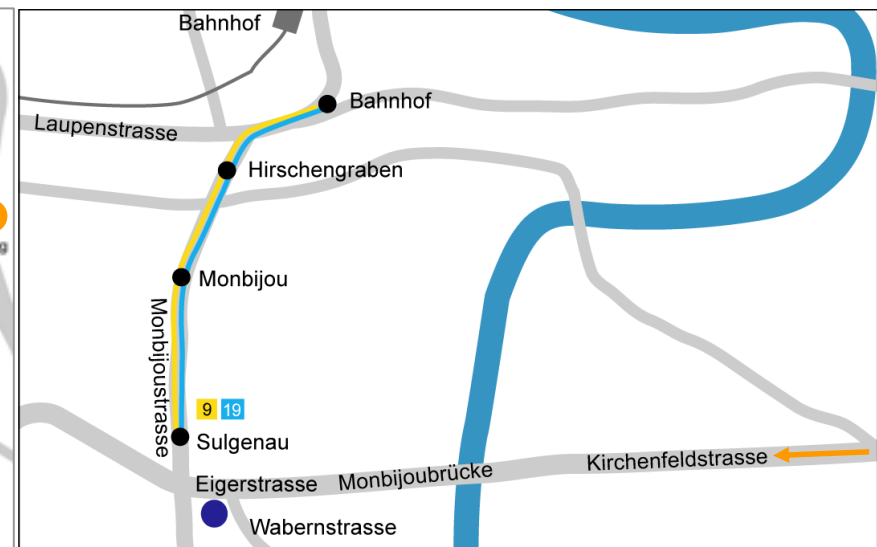 Bahnhof
Bahnhof
Laupenstrasse
Hirschengraben
Monbijou
Monbijoustrasse
9 19
Sulgenau
Eigerstrasse
Monbijoubrücke
Kirchenfeldstrasse
Wabernstrasse